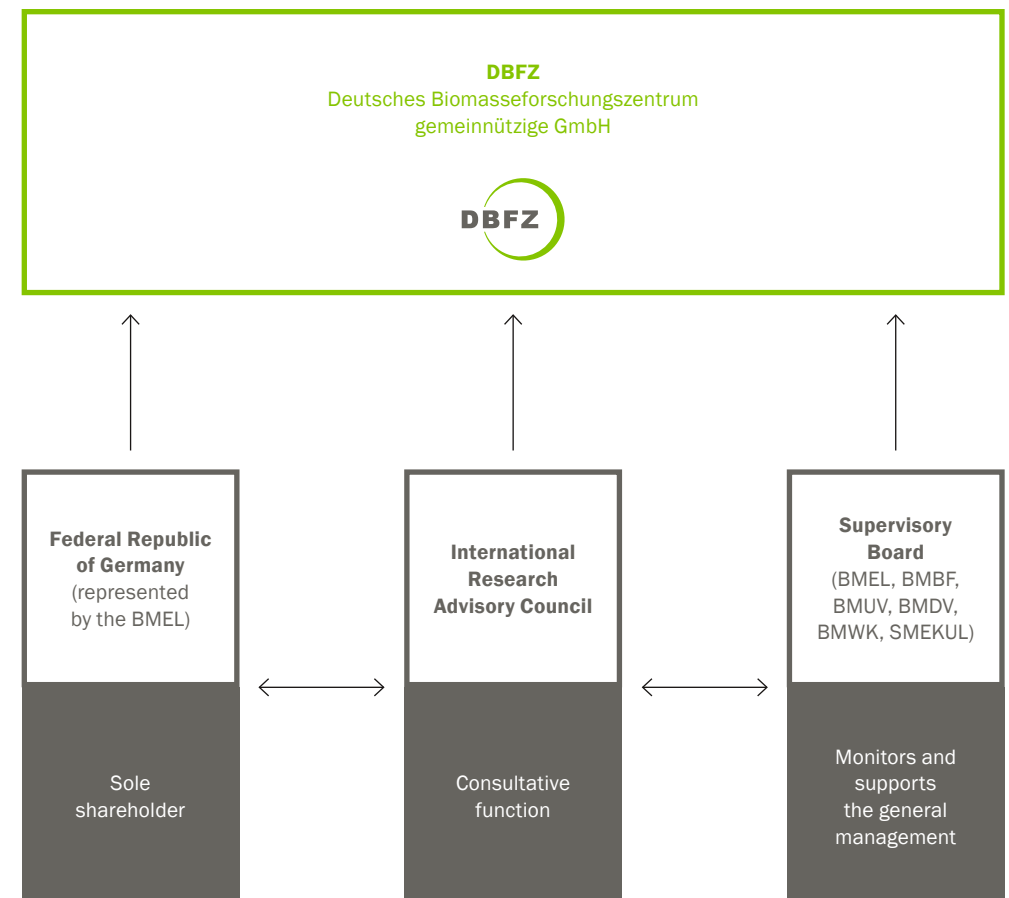 DBFZ
Deutsches Biomasseforschungszentrum
gemeinnützige GmbH
DBFZ
Federal Republic
of Germany
(represented
by the BMEL)
International
Research
Advisory Council
Supervisory
Board
(BMEL, BMBF,
BMUV, BMDV,
BMWK, SMEKUL)
Sole
shareholder
Consultative
function
Monitors and
supports
the general
management